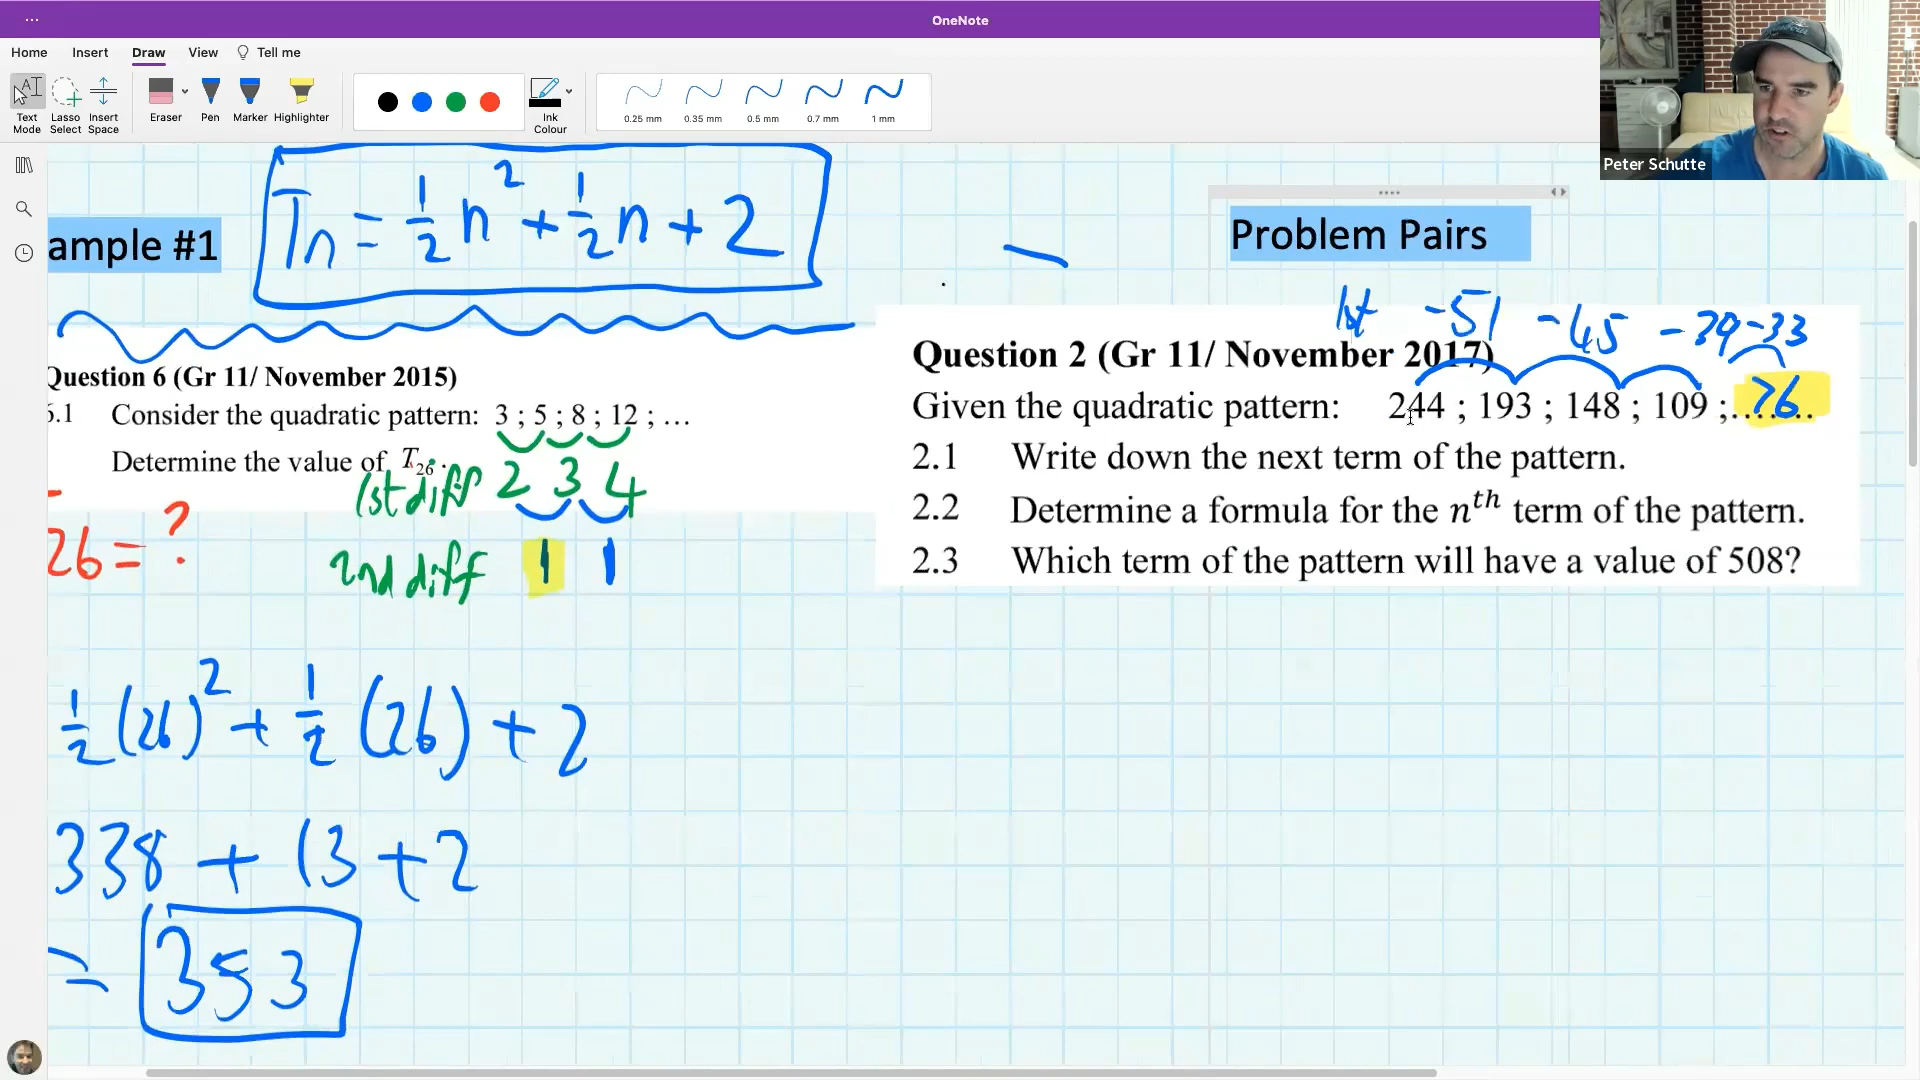 OneNote
Home Insert Draw View Tell me
Text Mode
Lasso Select
Insert Space
Eraser
Pen
Marker
Highlighter
Ink Colour
0.25 mm
0.35 mm
0.5 mm
0.7 mm
1 mm
Peter Schutte
Tn = 1/2 n² + 1/2 n + 2
ample #1
Question 6 (Gr 11/ November 2015)
6.1 Consider the quadratic pattern: 3 ; 5 ; 8 ; 12 ; …
Determine the value of T₂₆.
1st diff 2 3 4
2nd diff 1 1
26 = ?
1/2 (26)² + 1/2 (26) + 2
338 + 13 + 2
= 353
Problem Pairs
1st -51 -45 -39 -33
Question 2 (Gr 11/ November 2017)
Given the quadratic pattern: 244 ; 193 ; 148 ; 109 ;....... 76
2.1 Write down the next term of the pattern.
2.2 Determine a formula for the nᵗʰ term of the pattern.
2.3 Which term of the pattern will have a value of 508?